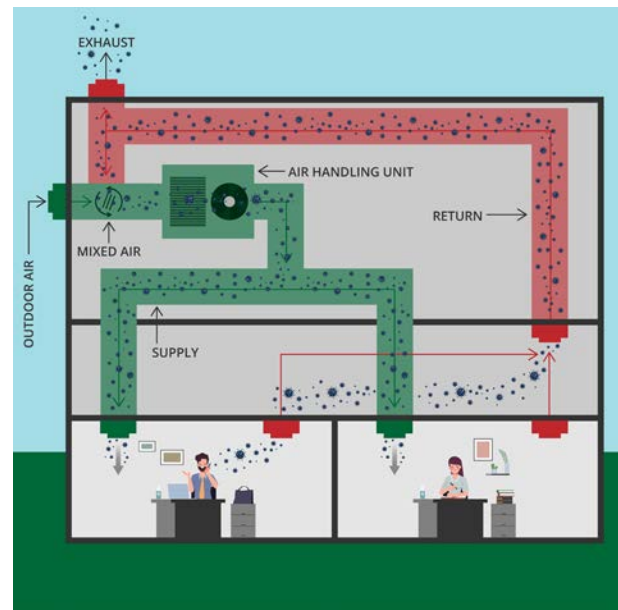 EXHAUST
AIR HANDLING UNIT
RETURN
MIXED AIR
OUTDOOR AIR
SUPPLY